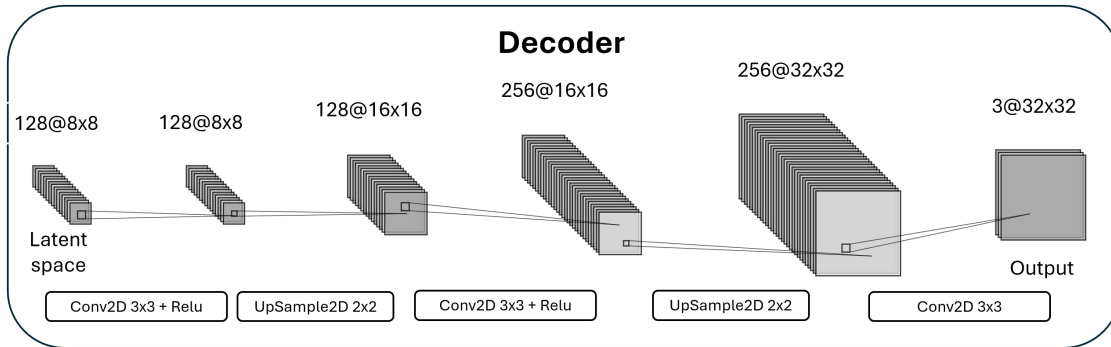 Decoder
128@8x8
128@8x8
128@16x16
256@16x16
256@32x32
3@32x32
Latent
space
Output
Conv2D 3x3 + Relu
UpSample2D 2x2
Conv2D 3x3 + Relu
UpSample2D 2x2
Conv2D 3x3